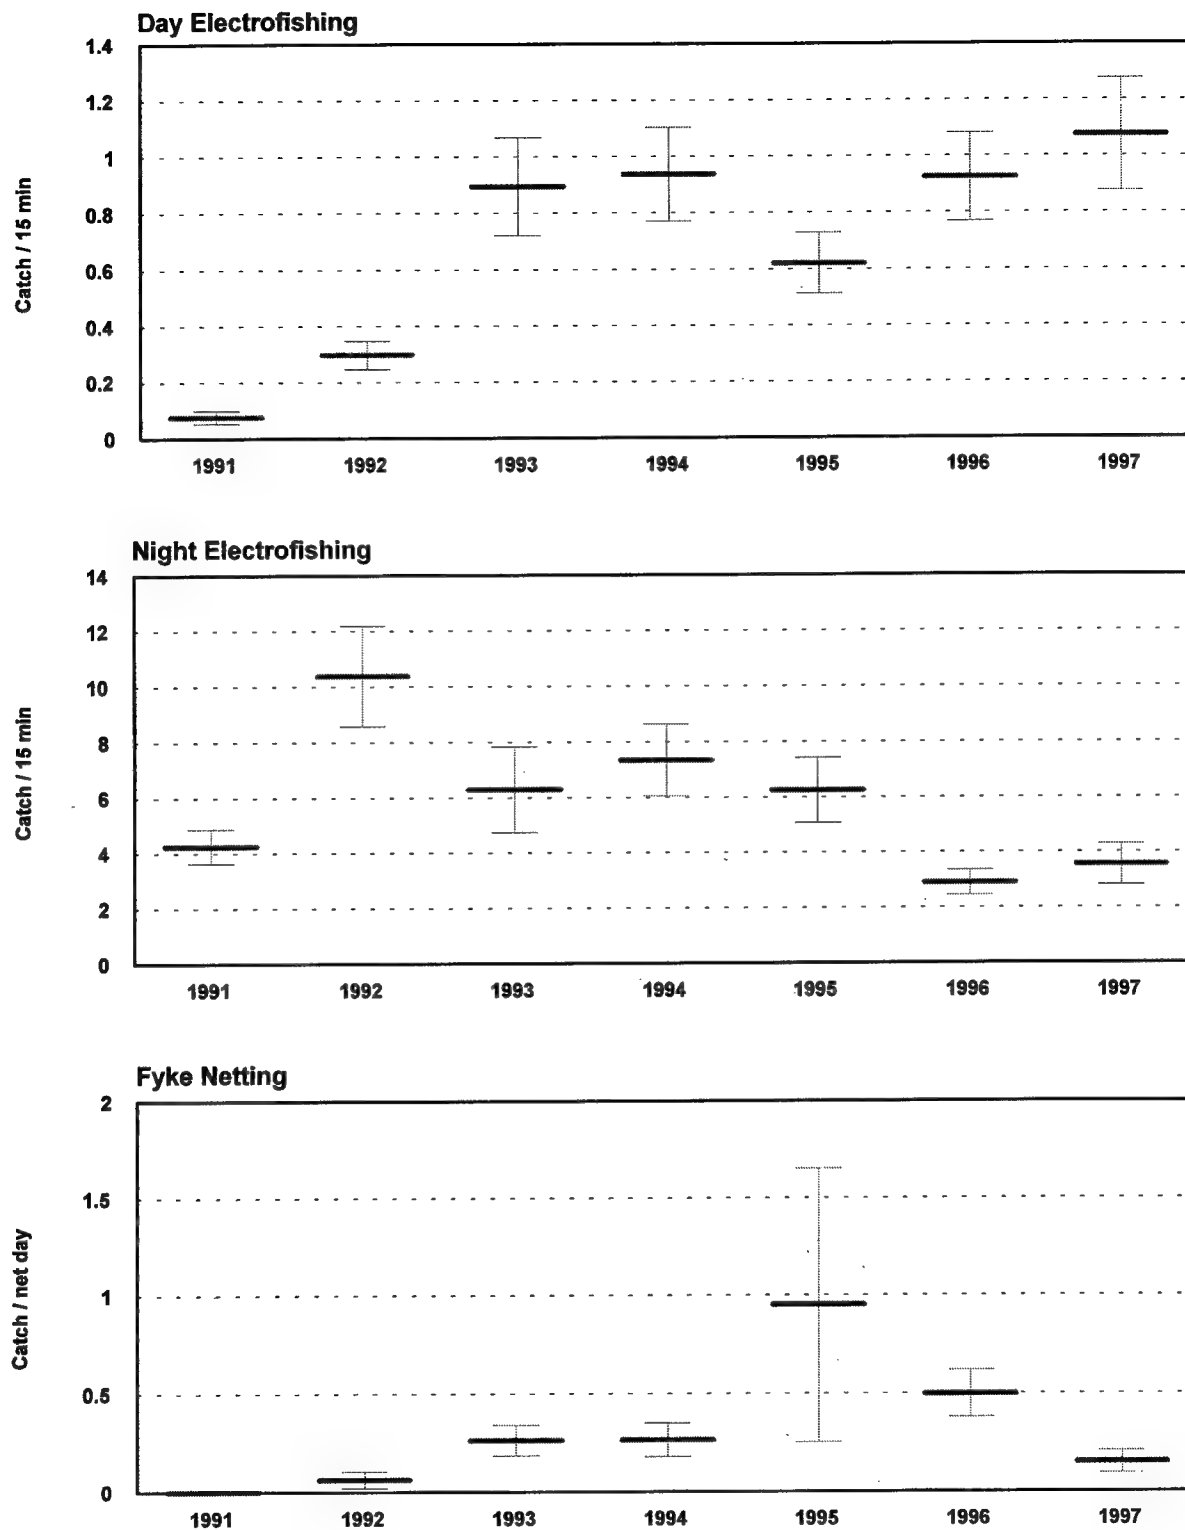 Day Electrofishing
1.4
1.2
1
0.8
0.6
0.4
0.2
0
Catch / 15 min
1991 1992 1993 1994 1995 1996 1997
Night Electrofishing
14
12
10
8
6
4
2
0
Catch / 15 min
1991 1992 1993 1994 1995 1996 1997
Fyke Netting
2
1.5
1
0.5
0
Catch / net day
1991 1992 1993 1994 1995 1996 1997